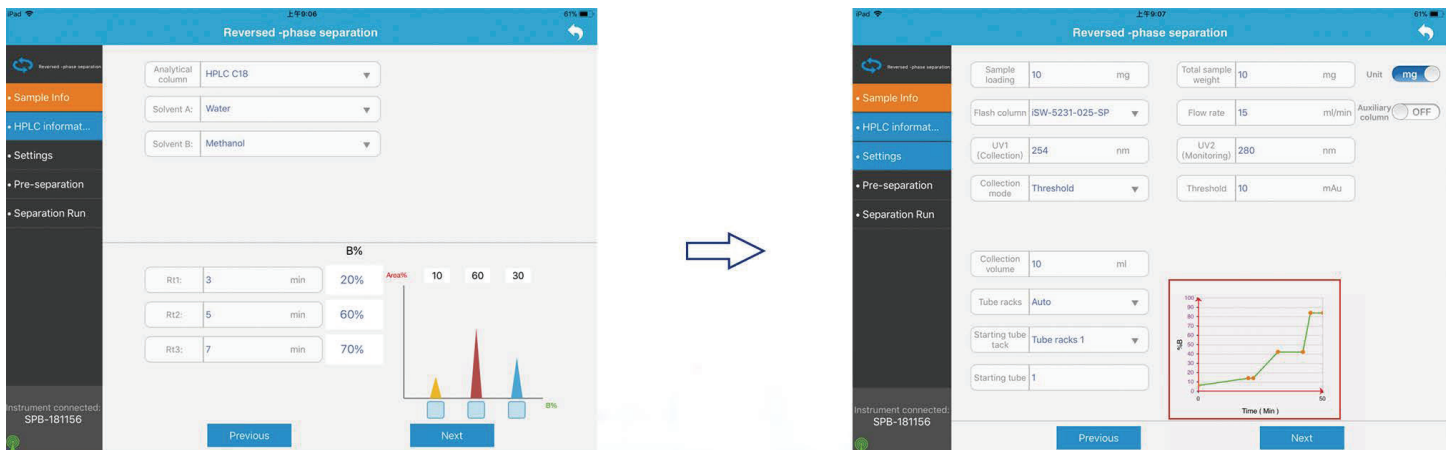 iPad 上午9:06 61%
Reversed -phase separation
Reversed -phase separation
• Sample Info
• HPLC informat...
• Settings
• Pre-separation
• Separation Run
Instrument connected:
SPB-181156
Analytical column HPLC C18
Solvent A: Water
Solvent B: Methanol
B%
Rt1: 3 min 20%
Rt2: 5 min 60%
Rt3: 7 min 70%
Area% 10 60 30
B%
Previous Next
iPad 上午9:07 61%
Reversed -phase separation
Reversed -phase separation
• Sample Info
• HPLC informat...
• Settings
• Pre-separation
• Separation Run
Instrument connected:
SPB-181156
Sample loading 10 mg Total sample weight 10 mg Unit mg
Flash column iSW-5231-025-SP Flow rate 15 ml/min Auxiliary column OFF
UV1 (Collection) 254 nm UV2 (Monitoring) 280 nm
Collection mode Threshold Threshold 10 mAu
Collection volume 10 ml
Tube racks Auto
Starting tube tack Tube racks 1
Starting tube 1
100
90
80
70
60
50
40
30
20
10
0
%B
0 50
Time ( Min )
Previous Next